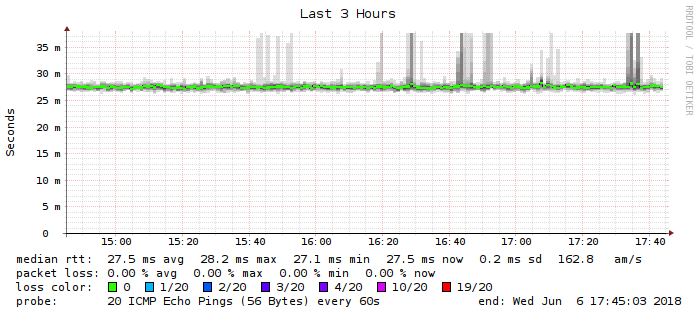 Last 3 Hours
RRDTOOL / TOBI OETIKER
Seconds
35 m
30 m
25 m
20 m
15 m
10 m
5 m
0
15:00 15:20 15:40 16:00 16:20 16:40 17:00 17:20 17:40
median rtt: 27.5 ms avg 28.2 ms max 27.1 ms min 27.5 ms now 0.2 ms sd 162.8 am/s
packet loss: 0.00 % avg 0.00 % max 0.00 % min 0.00 % now
loss color: 0 1/20 2/20 3/20 4/20 10/20 19/20
probe: 20 ICMP Echo Pings (56 Bytes) every 60s end: Wed Jun 6 17:45:03 2018